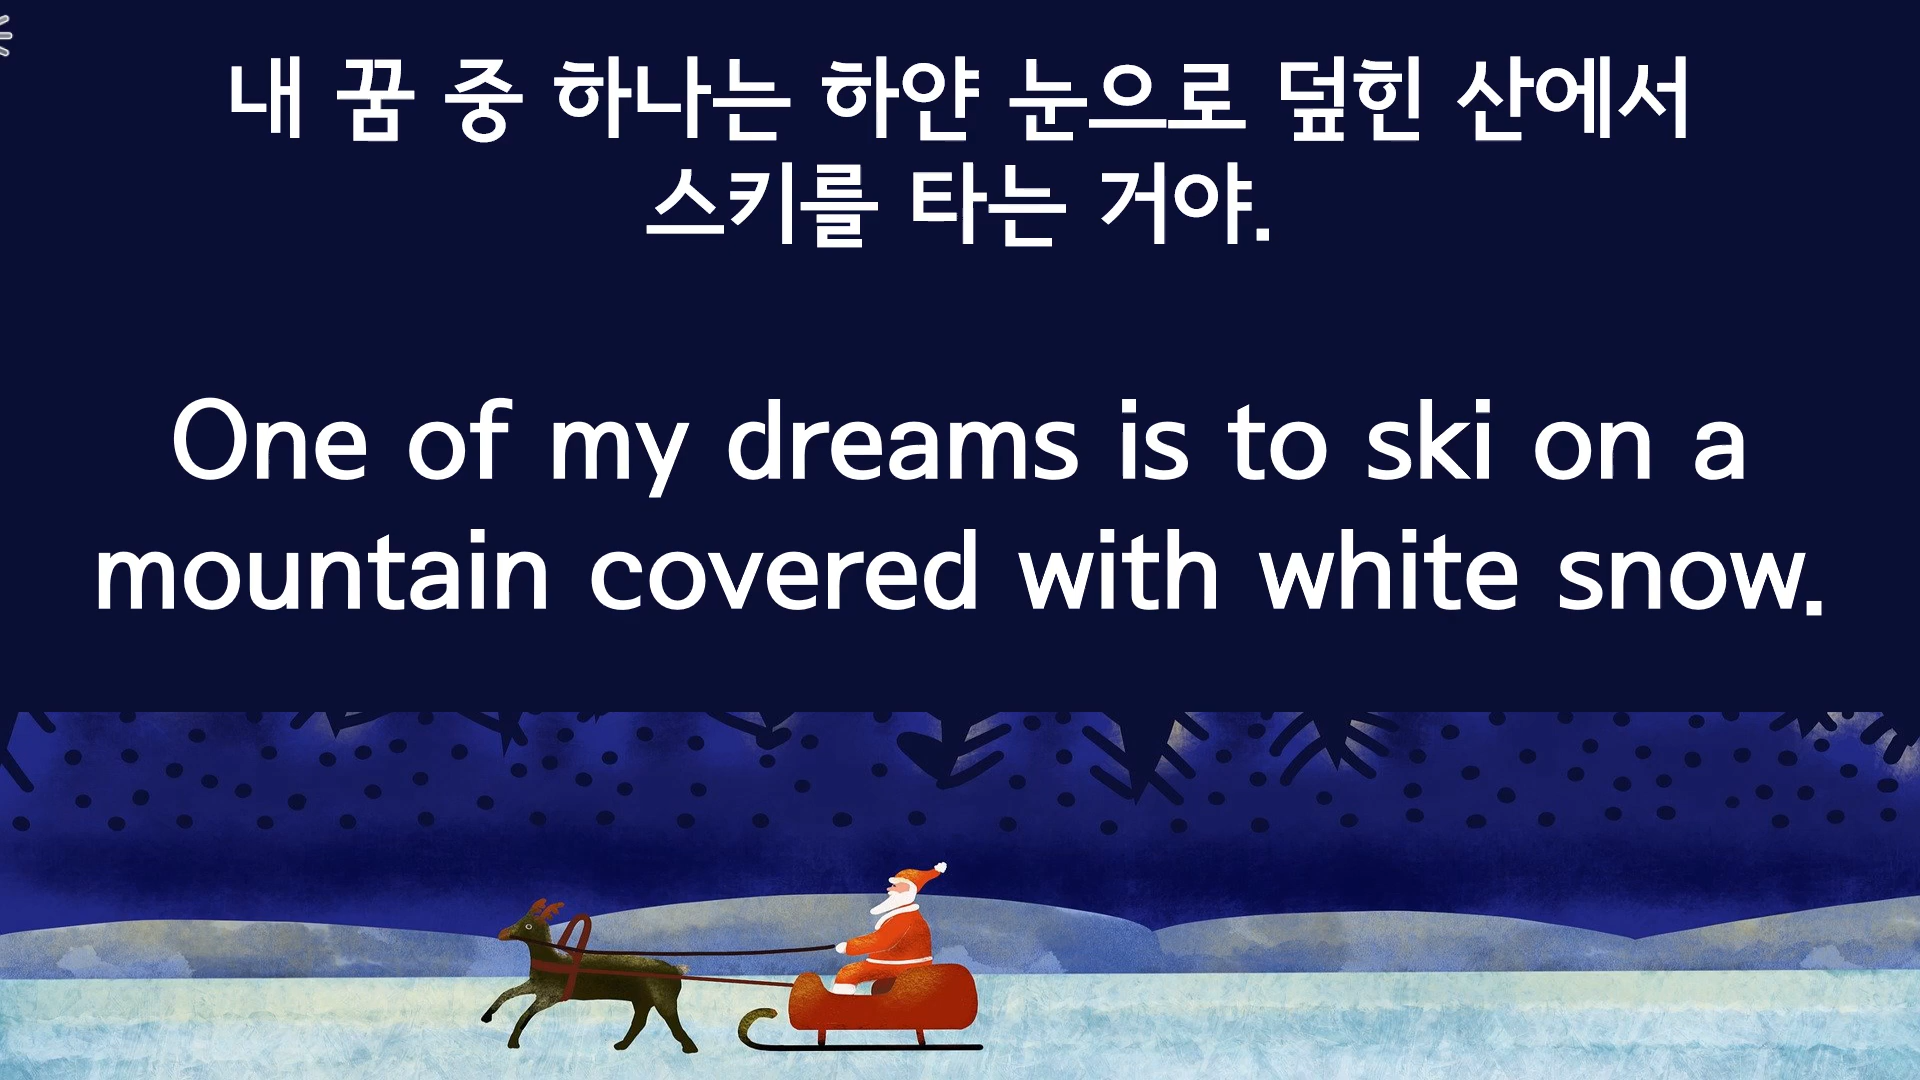 내 꿈 중 하나는 하얀 눈으로 덮힌 산에서
스키를 타는 거야.
One of my dreams is to ski on a
mountain covered with white snow.